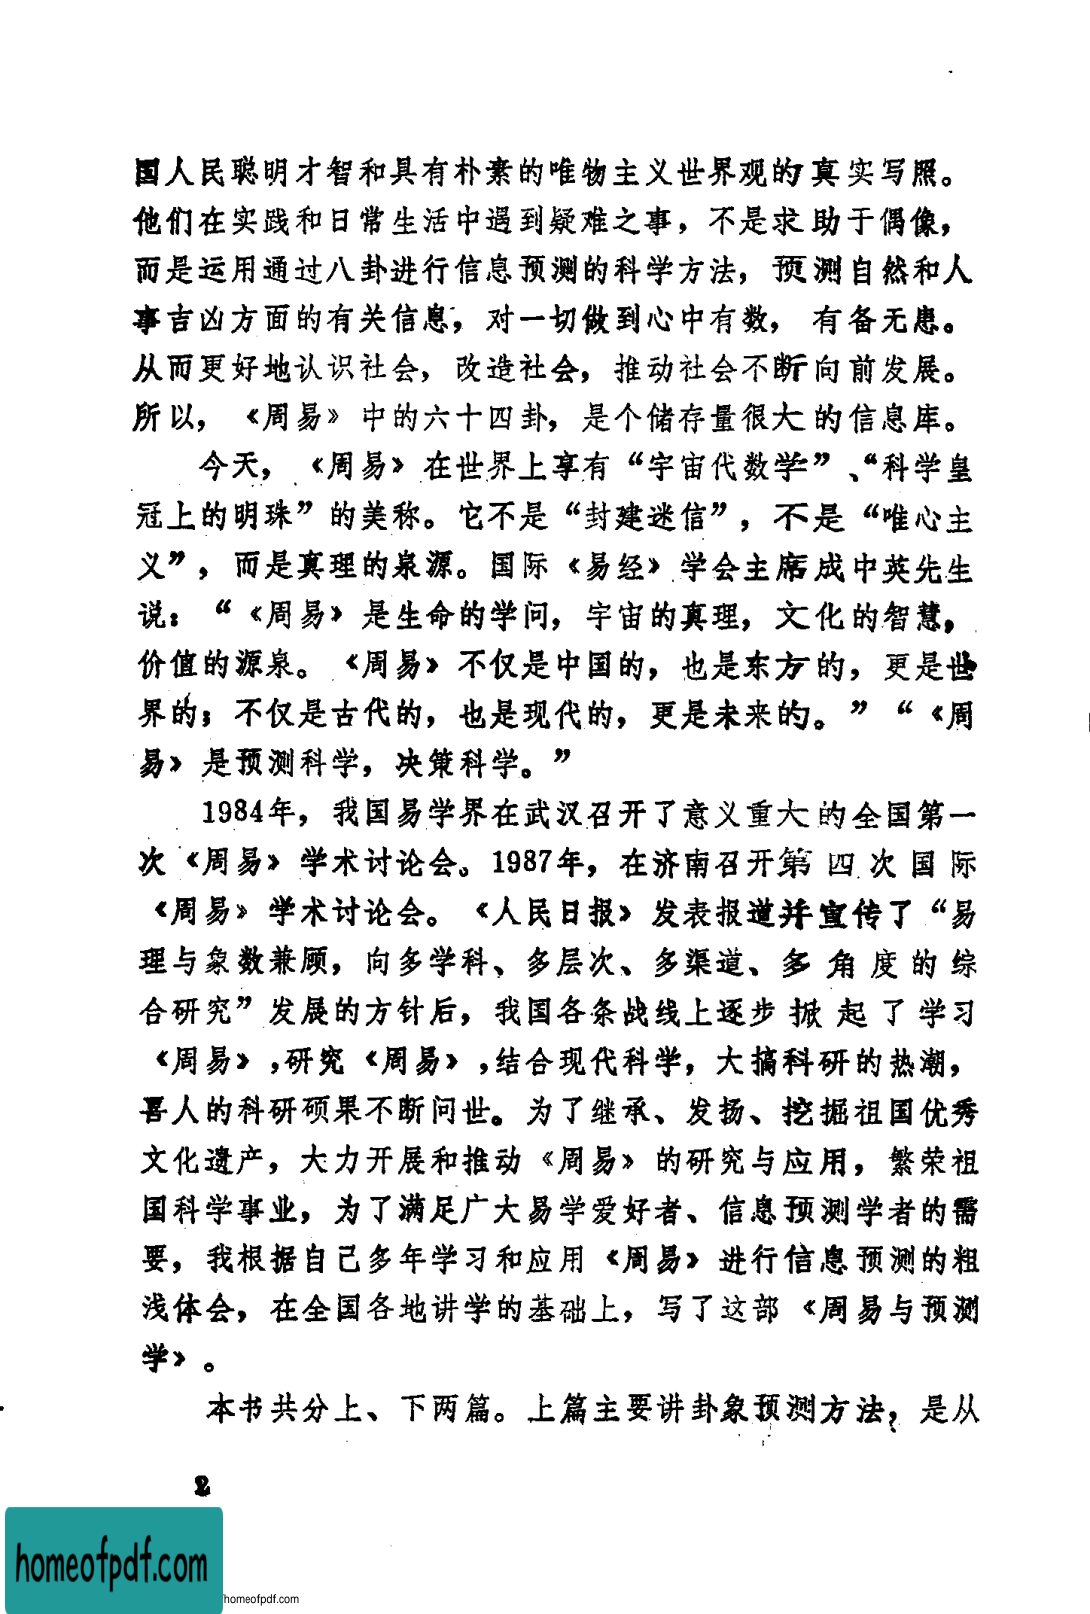 国人民聪明才智和具有朴素的唯物主义世界观的真实写照。
他们在实践和日常生活中遇到疑难之事，不是求助于偶像，
而是运用通过八卦进行信息预测的科学方法，预测自然和人
事吉凶方面的有关信息，对一切做到心中有数，有备无患。
从而更好地认识社会，改造社会，推动社会不断向前发展。
所以，《周易》中的六十四卦，是个储存量很大的信息库。
今天，《周易》在世界上享有“宇宙代数学”、“科学皇
冠上的明珠”的美称。它不是“封建迷信”，不是“唯心主
义”，而是真理的泉源。国际《易经》学会主席成中英先生
说：“《周易》是生命的学问，宇宙的真理，文化的智慧，
价值的源泉。《周易》不仅是中国的，也是东方的，更是世
界的；不仅是古代的，也是现代的，更是未来的。”“《周
易》是预测科学，决策科学。”
1984年，我国易学界在武汉召开了意义重大的全国第一
次《周易》学术讨论会。1987年，在济南召开第四次国际
《周易》学术讨论会。《人民日报》发表报道并宣传了“易
理与象数兼顾，向多学科、多层次、多渠道、多角度的综
合研究”发展的方针后，我国各条战线上逐步掀起了学习
《周易》，研究《周易》，结合现代科学，大搞科研的热潮，
喜人的科研硕果不断问世。为了继承、发扬、挖掘祖国优秀
文化遗产，大力开展和推动《周易》的研究与应用，繁荣祖
国科学事业，为了满足广大易学爱好者、信息预测学者的需
要，我根据自己多年学习和应用《周易》进行信息预测的粗
浅体会，在全国各地讲学的基础上，写了这部《周易与预测
学》。
本书共分上、下两篇。上篇主要讲卦象预测方法，是从
2
homeofpdf.com
homeofpdf.com